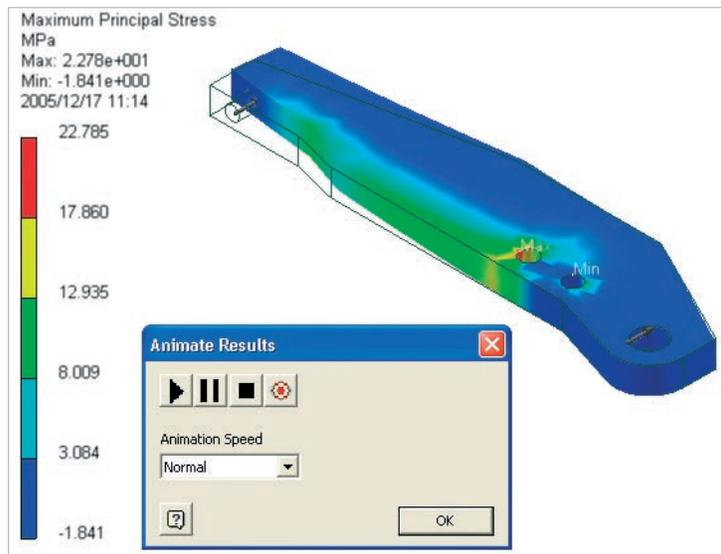 Maximum Principal Stress
MPa
Max: 2.278e+001
Min: -1.841e+000
2005/12/17 11:14
22.785
17.860
12.935
8.009
3.084
-1.841
Max
Min
Animate Results
Animation Speed
Normal
OK